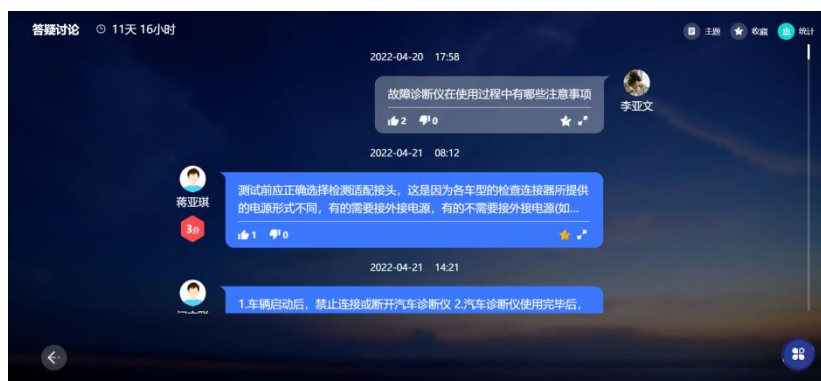 答疑讨论 11天 16小时
主题 收藏 统计
2022-04-20 17:58
故障诊断仪在使用过程中有哪些注意事项
李亚文
2 0
2022-04-21 08:12
蒋亚琪
3分
测试前应正确选择检测适配接头，这是因为各车型的检查连接器所提供
的电源形式不同，有的需要接外接电源，有的不需要接外接电源(如...
1 0
2022-04-21 14:21
1.车辆启动后，禁止连接或断开汽车诊断仪 2.汽车诊断仪使用完毕后，